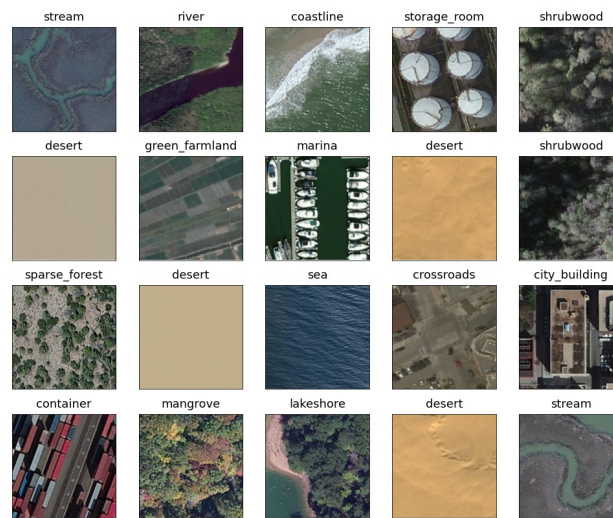 stream river coastline storage_room shrubwood
desert green_farmland marina desert shrubwood
sparse_forest desert sea crossroads city_building
container mangrove lakeshore desert stream